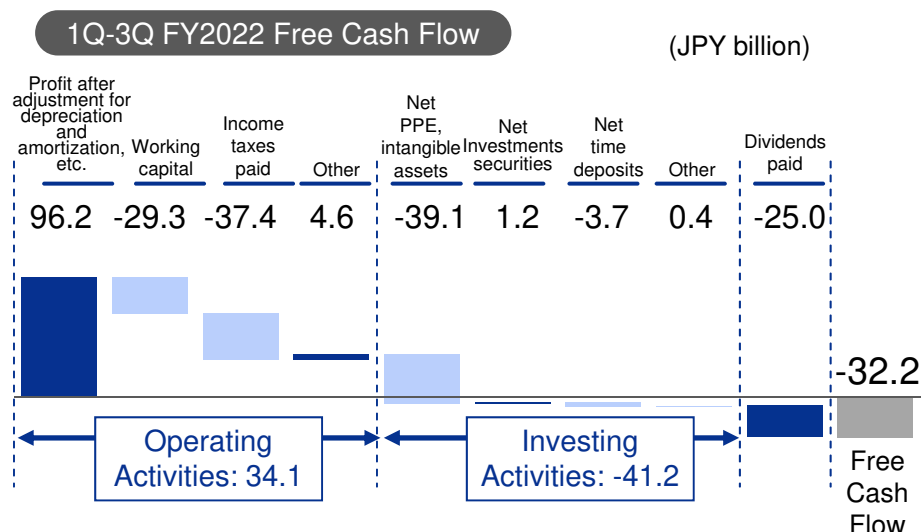 1Q-3Q FY2022 Free Cash Flow
(JPY billion)
Profit after
adjustment for
depreciation
and
amortization,
etc.
Working
capital
Income
taxes
paid
Other
Net
PPE,
intangible
assets
Net
Investments
securities
Net
time
deposits
Other
Dividends
paid
96.2
-29.3
-37.4
4.6
-39.1
1.2
-3.7
0.4
-25.0
-32.2
Operating
Activities: 34.1
Investing
Activities: -41.2
Free
Cash
Flow